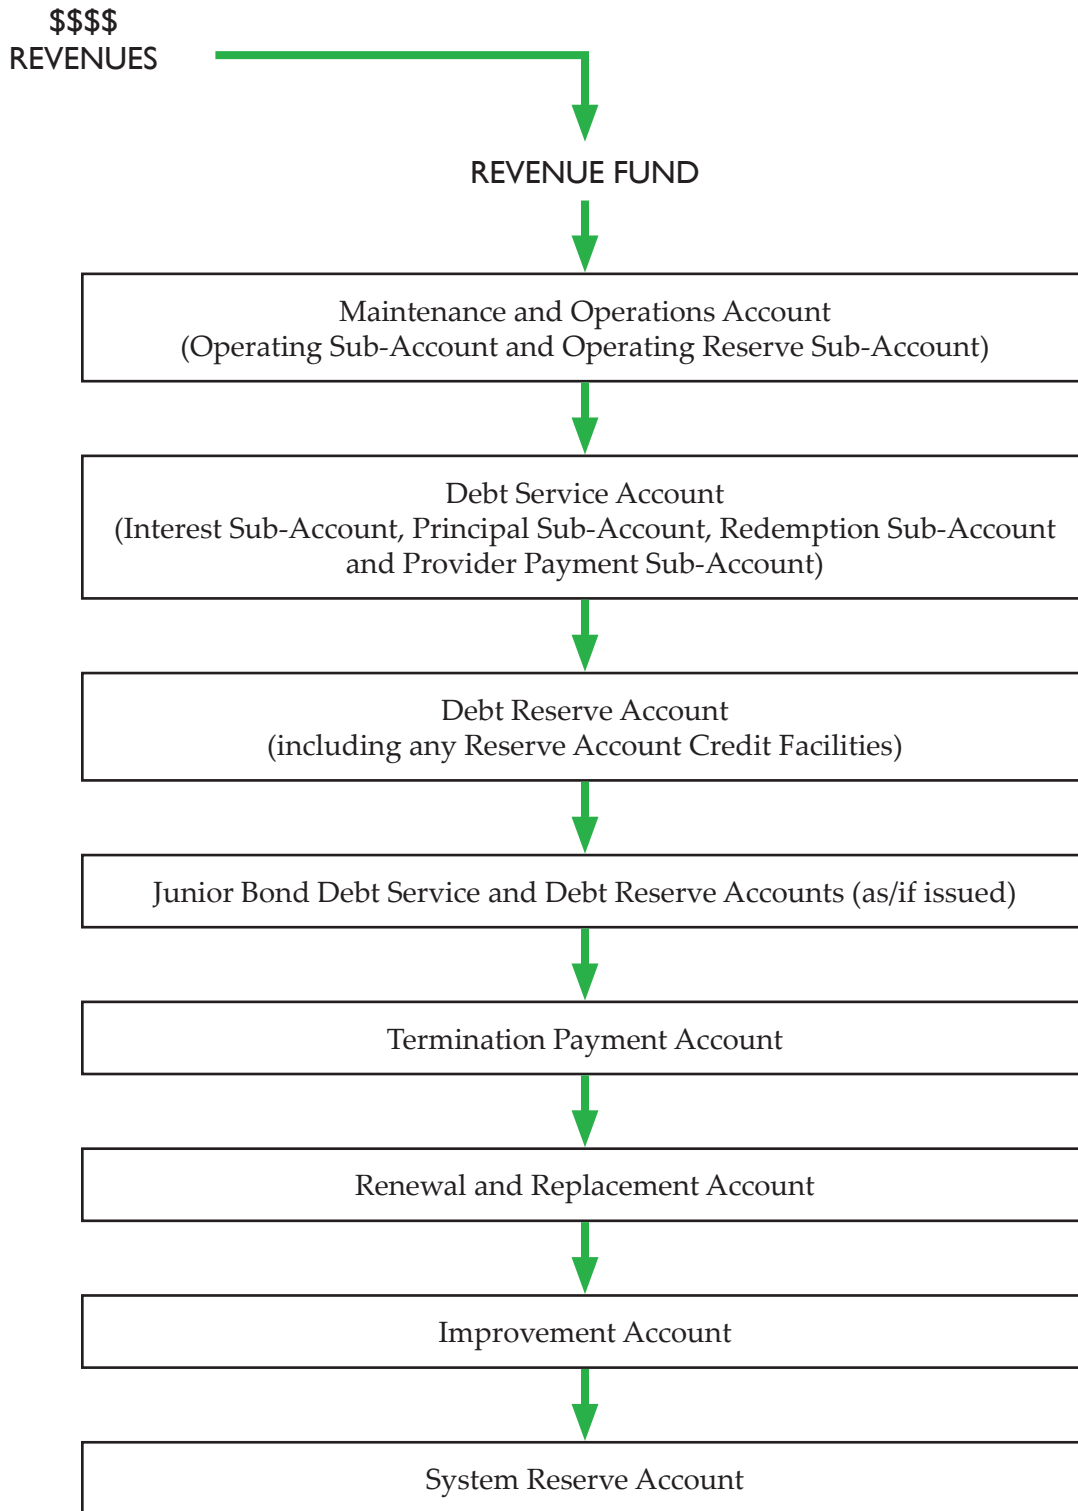 $$$$
REVENUES
REVENUE FUND
Maintenance and Operations Account
(Operating Sub-Account and Operating Reserve Sub-Account)
Debt Service Account
(Interest Sub-Account, Principal Sub-Account, Redemption Sub-Account
and Provider Payment Sub-Account)
Debt Reserve Account
(including any Reserve Account Credit Facilities)
Junior Bond Debt Service and Debt Reserve Accounts (as/if issued)
Termination Payment Account
Renewal and Replacement Account
Improvement Account
System Reserve Account